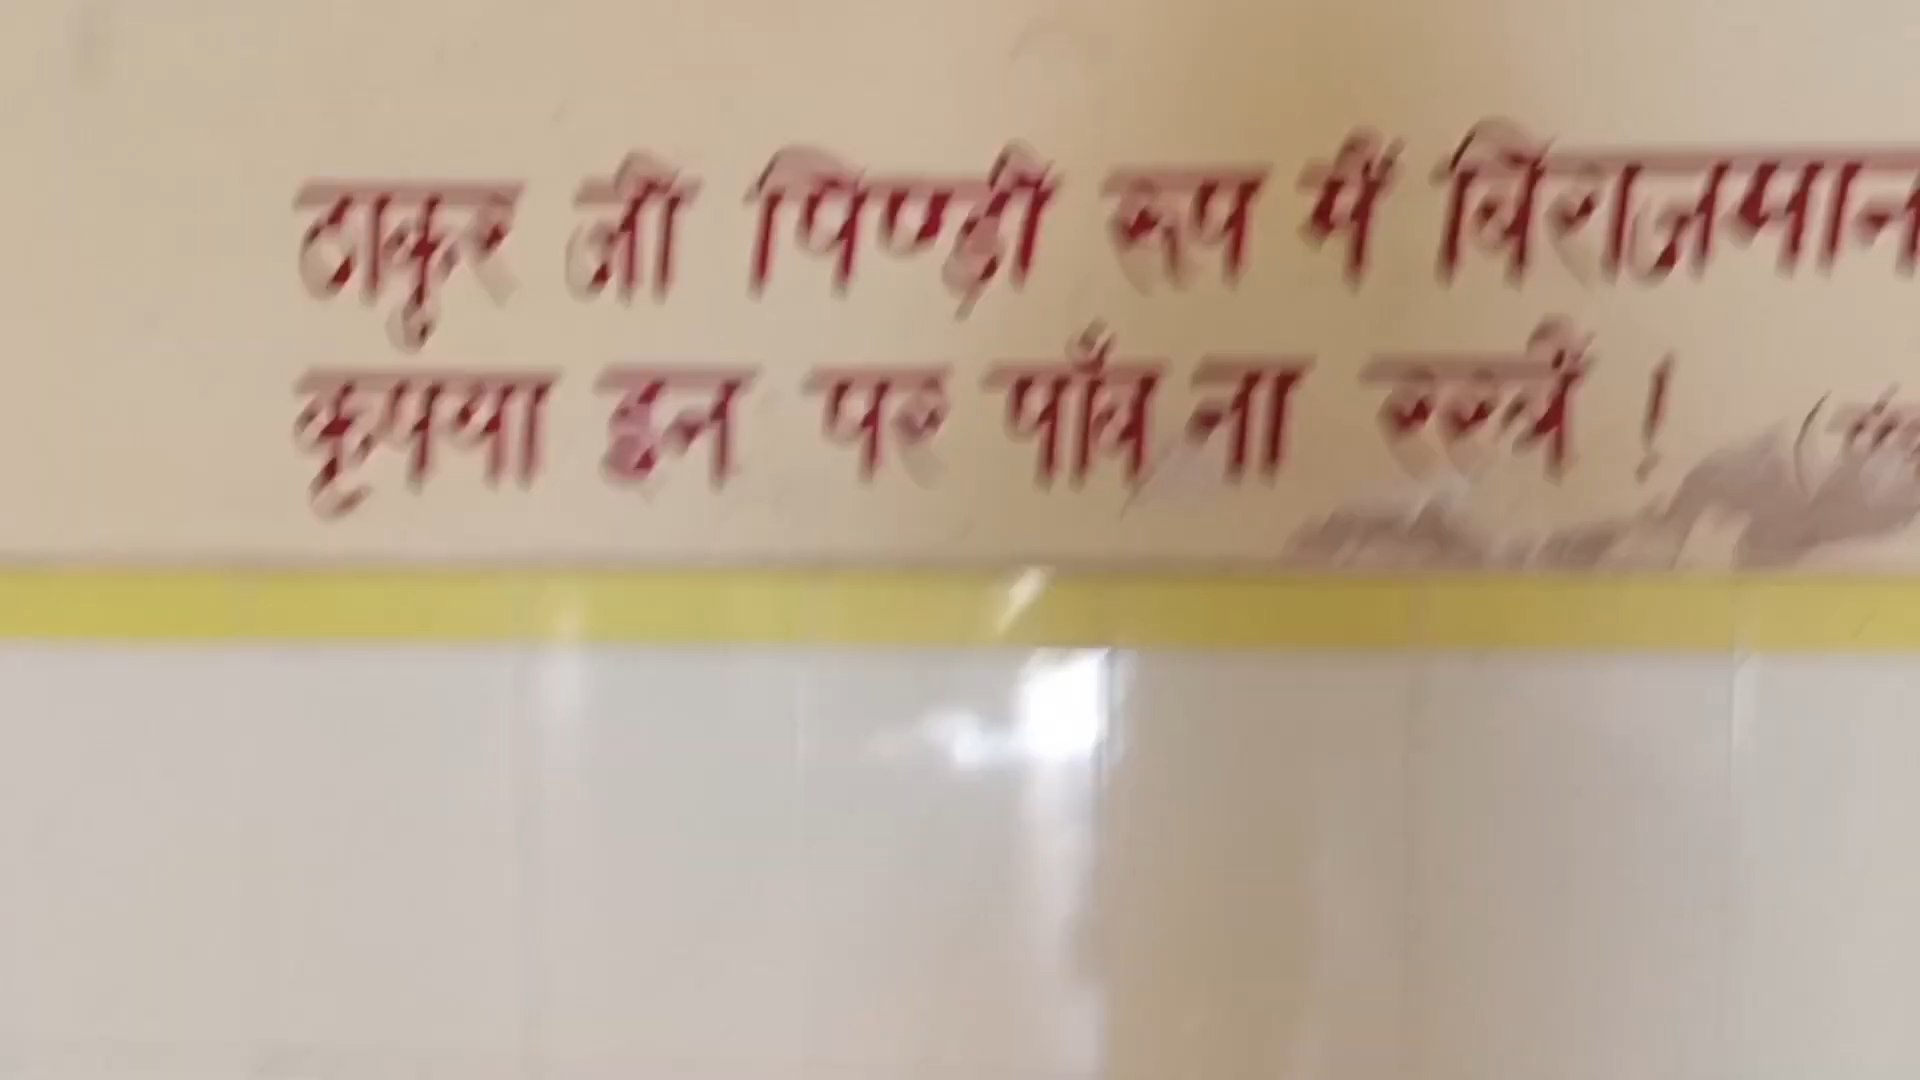 ठाकुर जी पिण्ड़ी रूप में विराजमान
कृपया इन पर पाँव ना रखें !